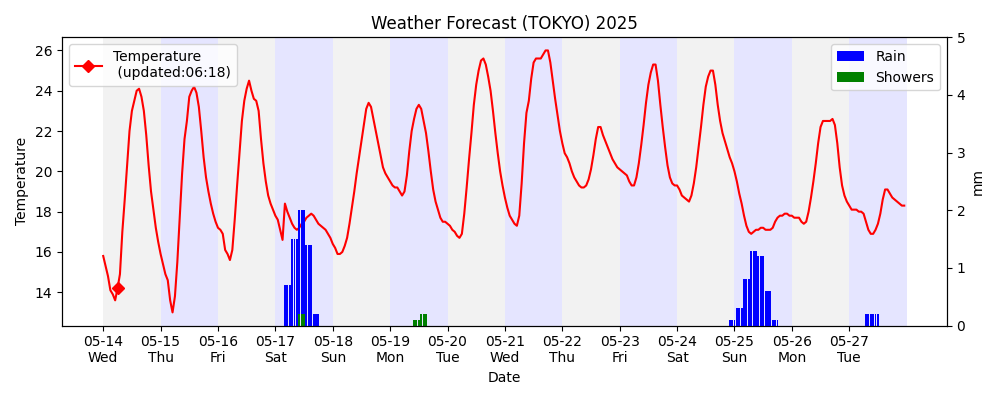 Weather Forecast (TOKYO) 2025
Temperature
(updated:06:18)
Rain
Showers
Temperature
26
24
22
20
18
16
14
5
4
3
2
1
0
mm
05-14 05-15 05-16 05-17 05-18 05-19 05-20 05-21 05-22 05-23 05-24 05-25 05-26 05-27
Wed Thu Fri Sat Sun Mon Tue Wed Thu Fri Sat Sun Mon Tue
Date